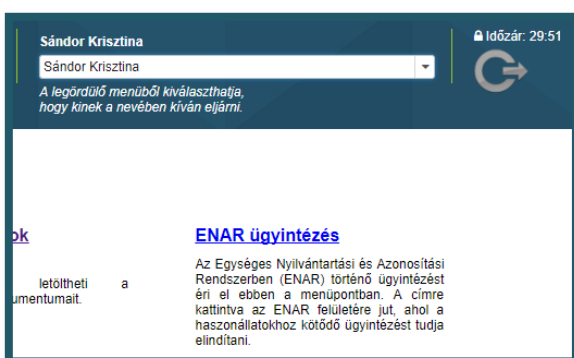 Sándor Krisztina
Időzár: 29:51
Sándor Krisztina
A legördülő menüből kiválaszthatja,
hogy kinek a nevében kíván eljárni.
ok
letöltheti a
umentumait.
ENAR ügyintézés
Az Egységes Nyilvántartási és Azonosítási
Rendszerben (ENAR) történő ügyintézést
éri el ebben a menüpontban. A címre
kattintva az ENAR felületére jut, ahol a
haszonállatokhoz kötődő ügyintézést tudja
elindítani.